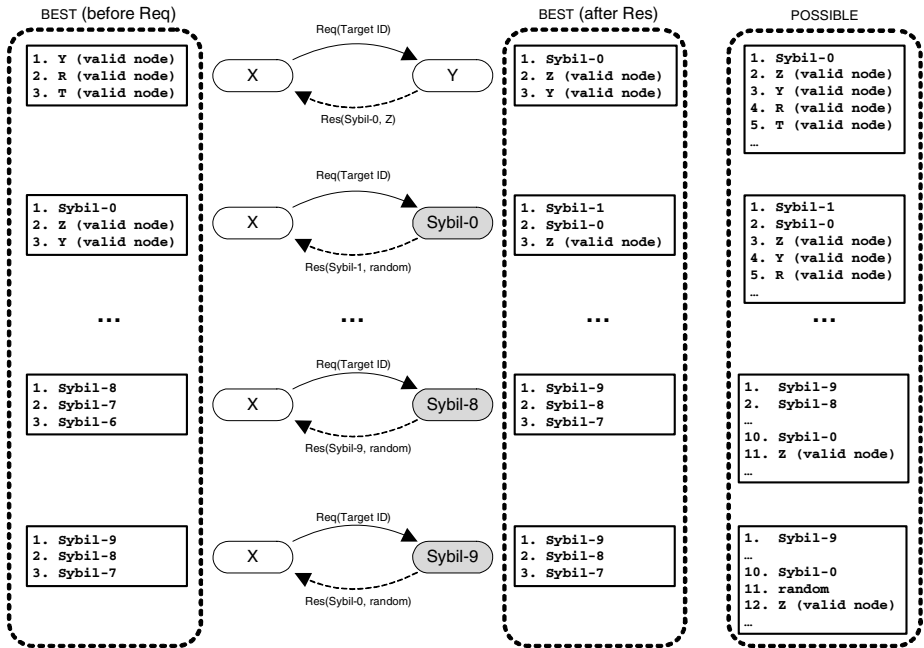 BEST (before Req)
BEST (after Res)
POSSIBLE
1. Y (valid node)
2. R (valid node)
3. T (valid node)
Req(Target ID)
X
Y
Res(Sybil-0, Z)
1. Sybil-0
2. Z (valid node)
3. Y (valid node)
1. Sybil-0
2. Z (valid node)
3. Y (valid node)
4. R (valid node)
5. T (valid node)
…
1. Sybil-0
2. Z (valid node)
3. Y (valid node)
Req(Target ID)
X
Sybil-0
Res(Sybil-1, random)
1. Sybil-1
2. Sybil-0
3. Z (valid node)
1. Sybil-1
2. Sybil-0
3. Z (valid node)
4. Y (valid node)
5. R (valid node)
…
...
...
...
...
1. Sybil-8
2. Sybil-7
3. Sybil-6
Req(Target ID)
X
Sybil-8
Res(Sybil-9, random)
1. Sybil-9
2. Sybil-8
3. Sybil-7
1. Sybil-9
2. Sybil-8
…
10. Sybil-0
11. Z (valid node)
…
1. Sybil-9
2. Sybil-8
3. Sybil-7
Req(Target ID)
X
Sybil-9
Res(Sybil-0, random)
1. Sybil-9
2. Sybil-8
3. Sybil-7
1. Sybil-9
…
10. Sybil-0
11. random
12. Z (valid node)
…